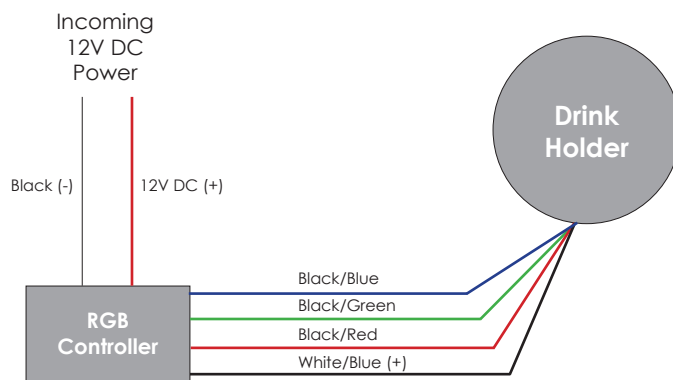 Incoming
12V DC
Power
Drink
Holder
Black (-)
12V DC (+)
Black/Blue
Black/Green
Black/Red
White/Blue (+)
RGB
Controller